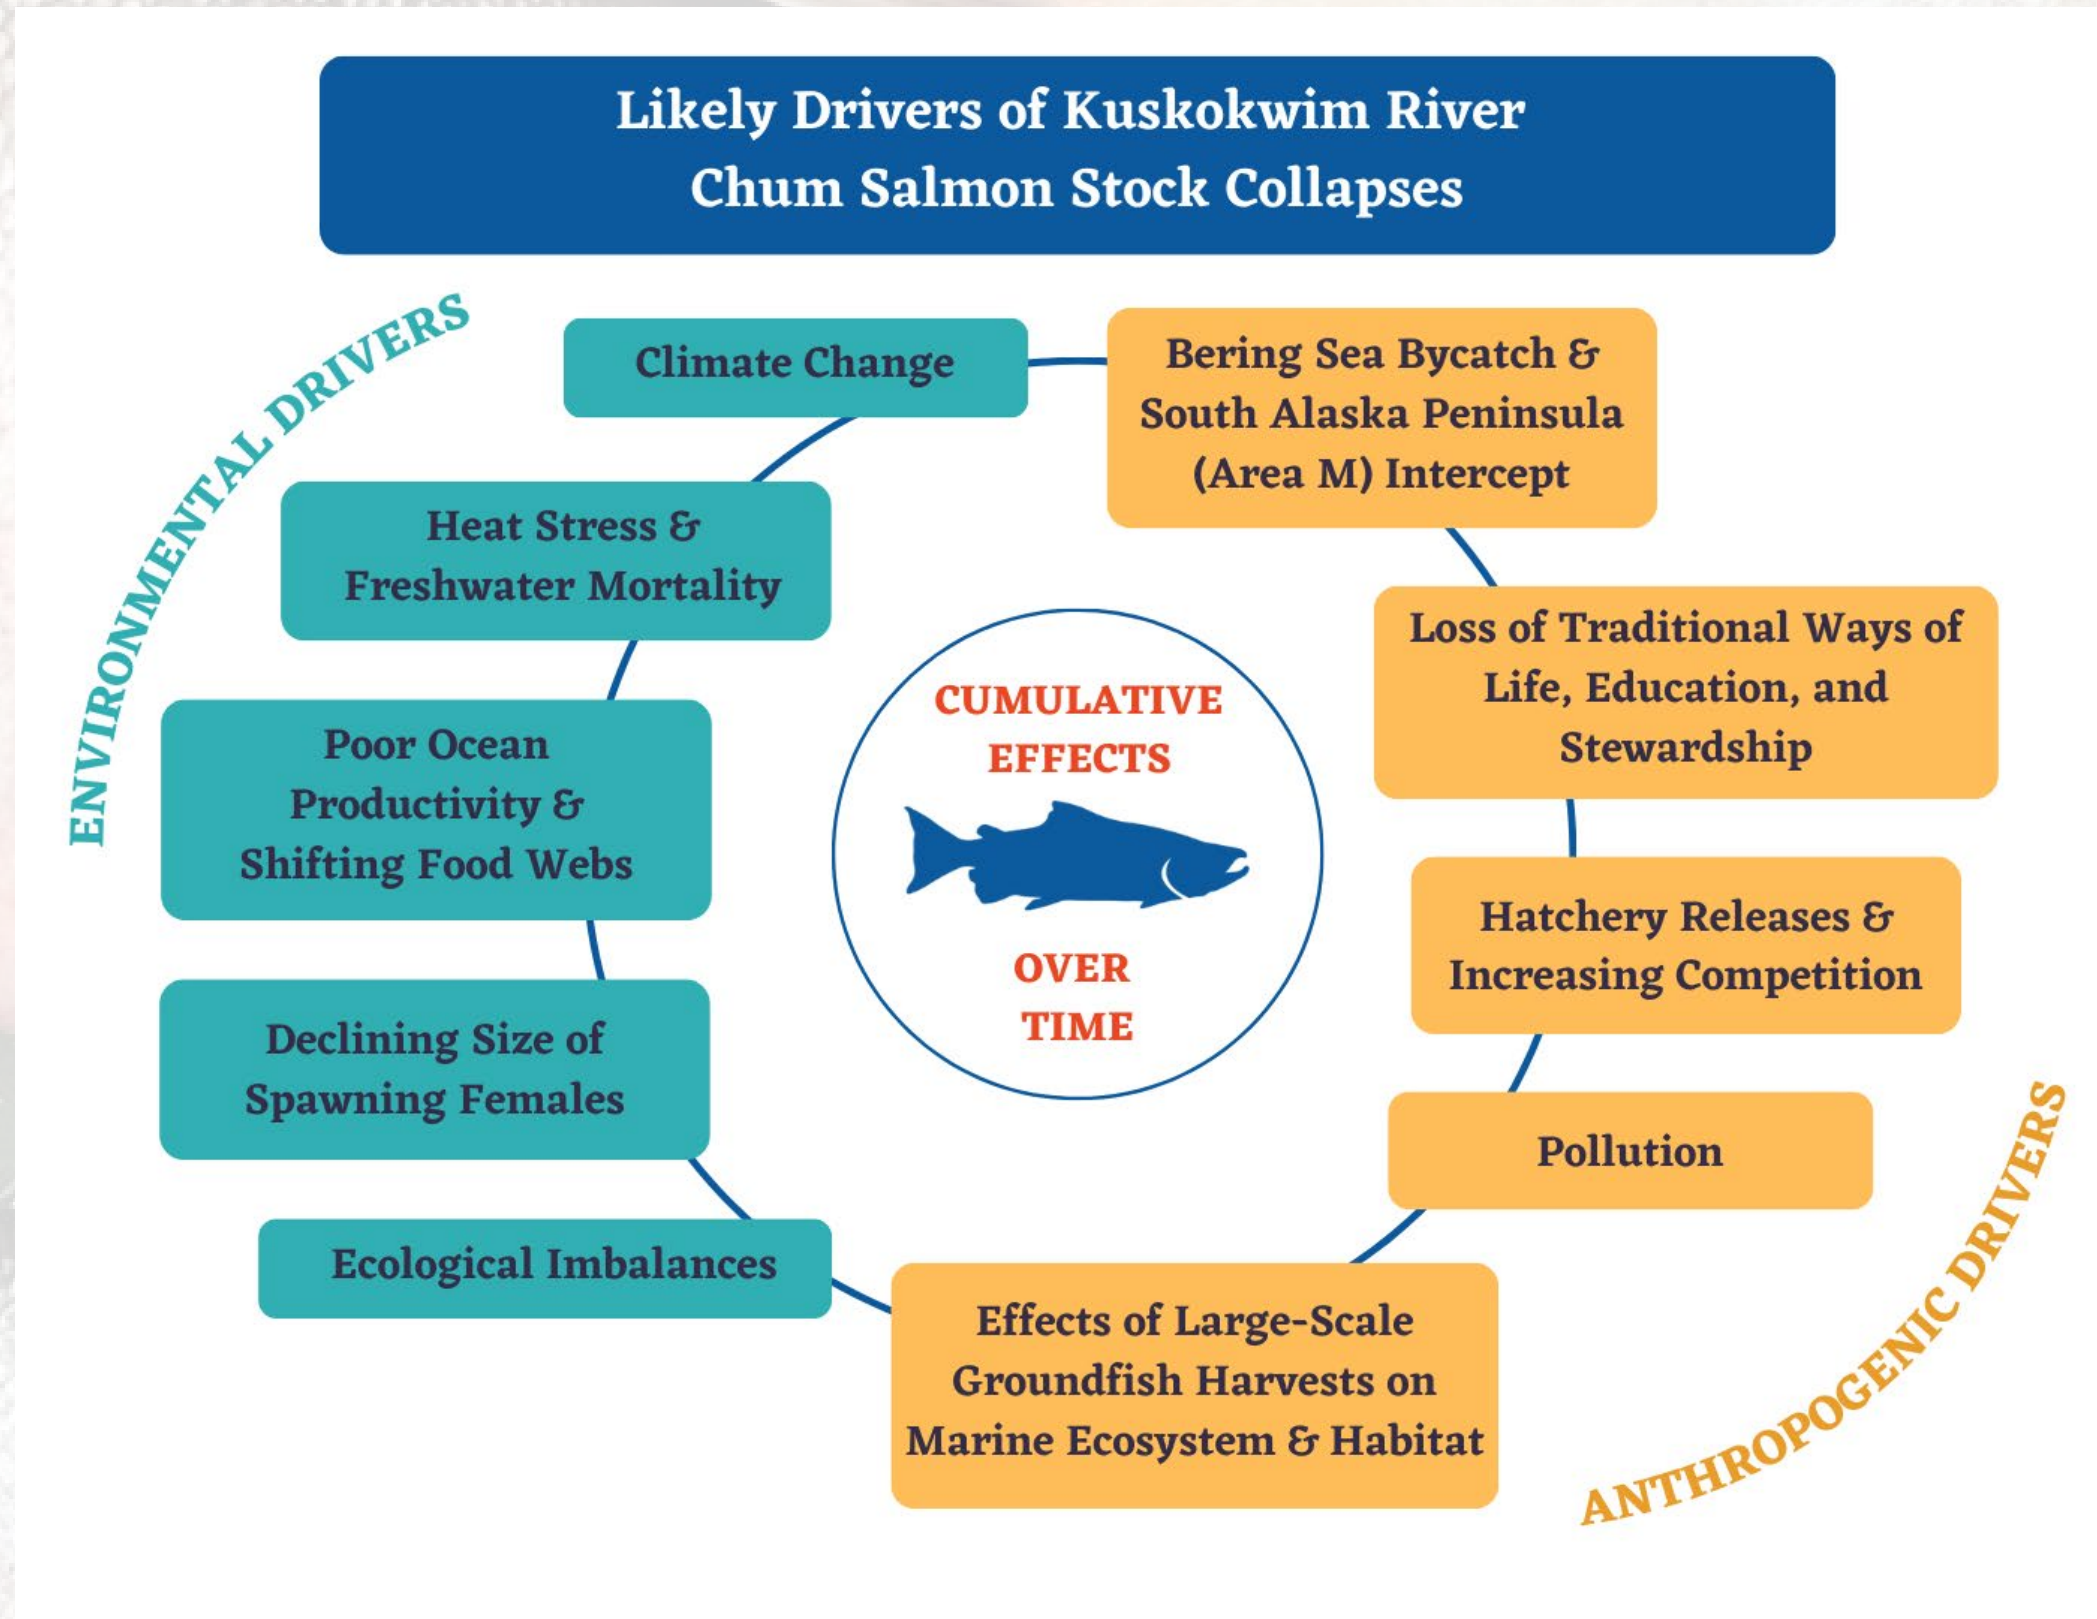 Likely Drivers of Kuskokwim River
Chum Salmon Stock Collapses
ENVIRONMENTAL DRIVERS
Climate Change
Heat Stress &
Freshwater Mortality
Poor Ocean
Productivity &
Shifting Food Webs
Declining Size of
Spawning Females
Ecological Imbalances
CUMULATIVE
EFFECTS
OVER
TIME
Bering Sea Bycatch &
South Alaska Peninsula
(Area M) Intercept
Loss of Traditional Ways of
Life, Education, and
Stewardship
Hatchery Releases &
Increasing Competition
Pollution
Effects of Large-Scale
Groundfish Harvests on
Marine Ecosystem & Habitat
ANTHROPOGENIC DRIVERS